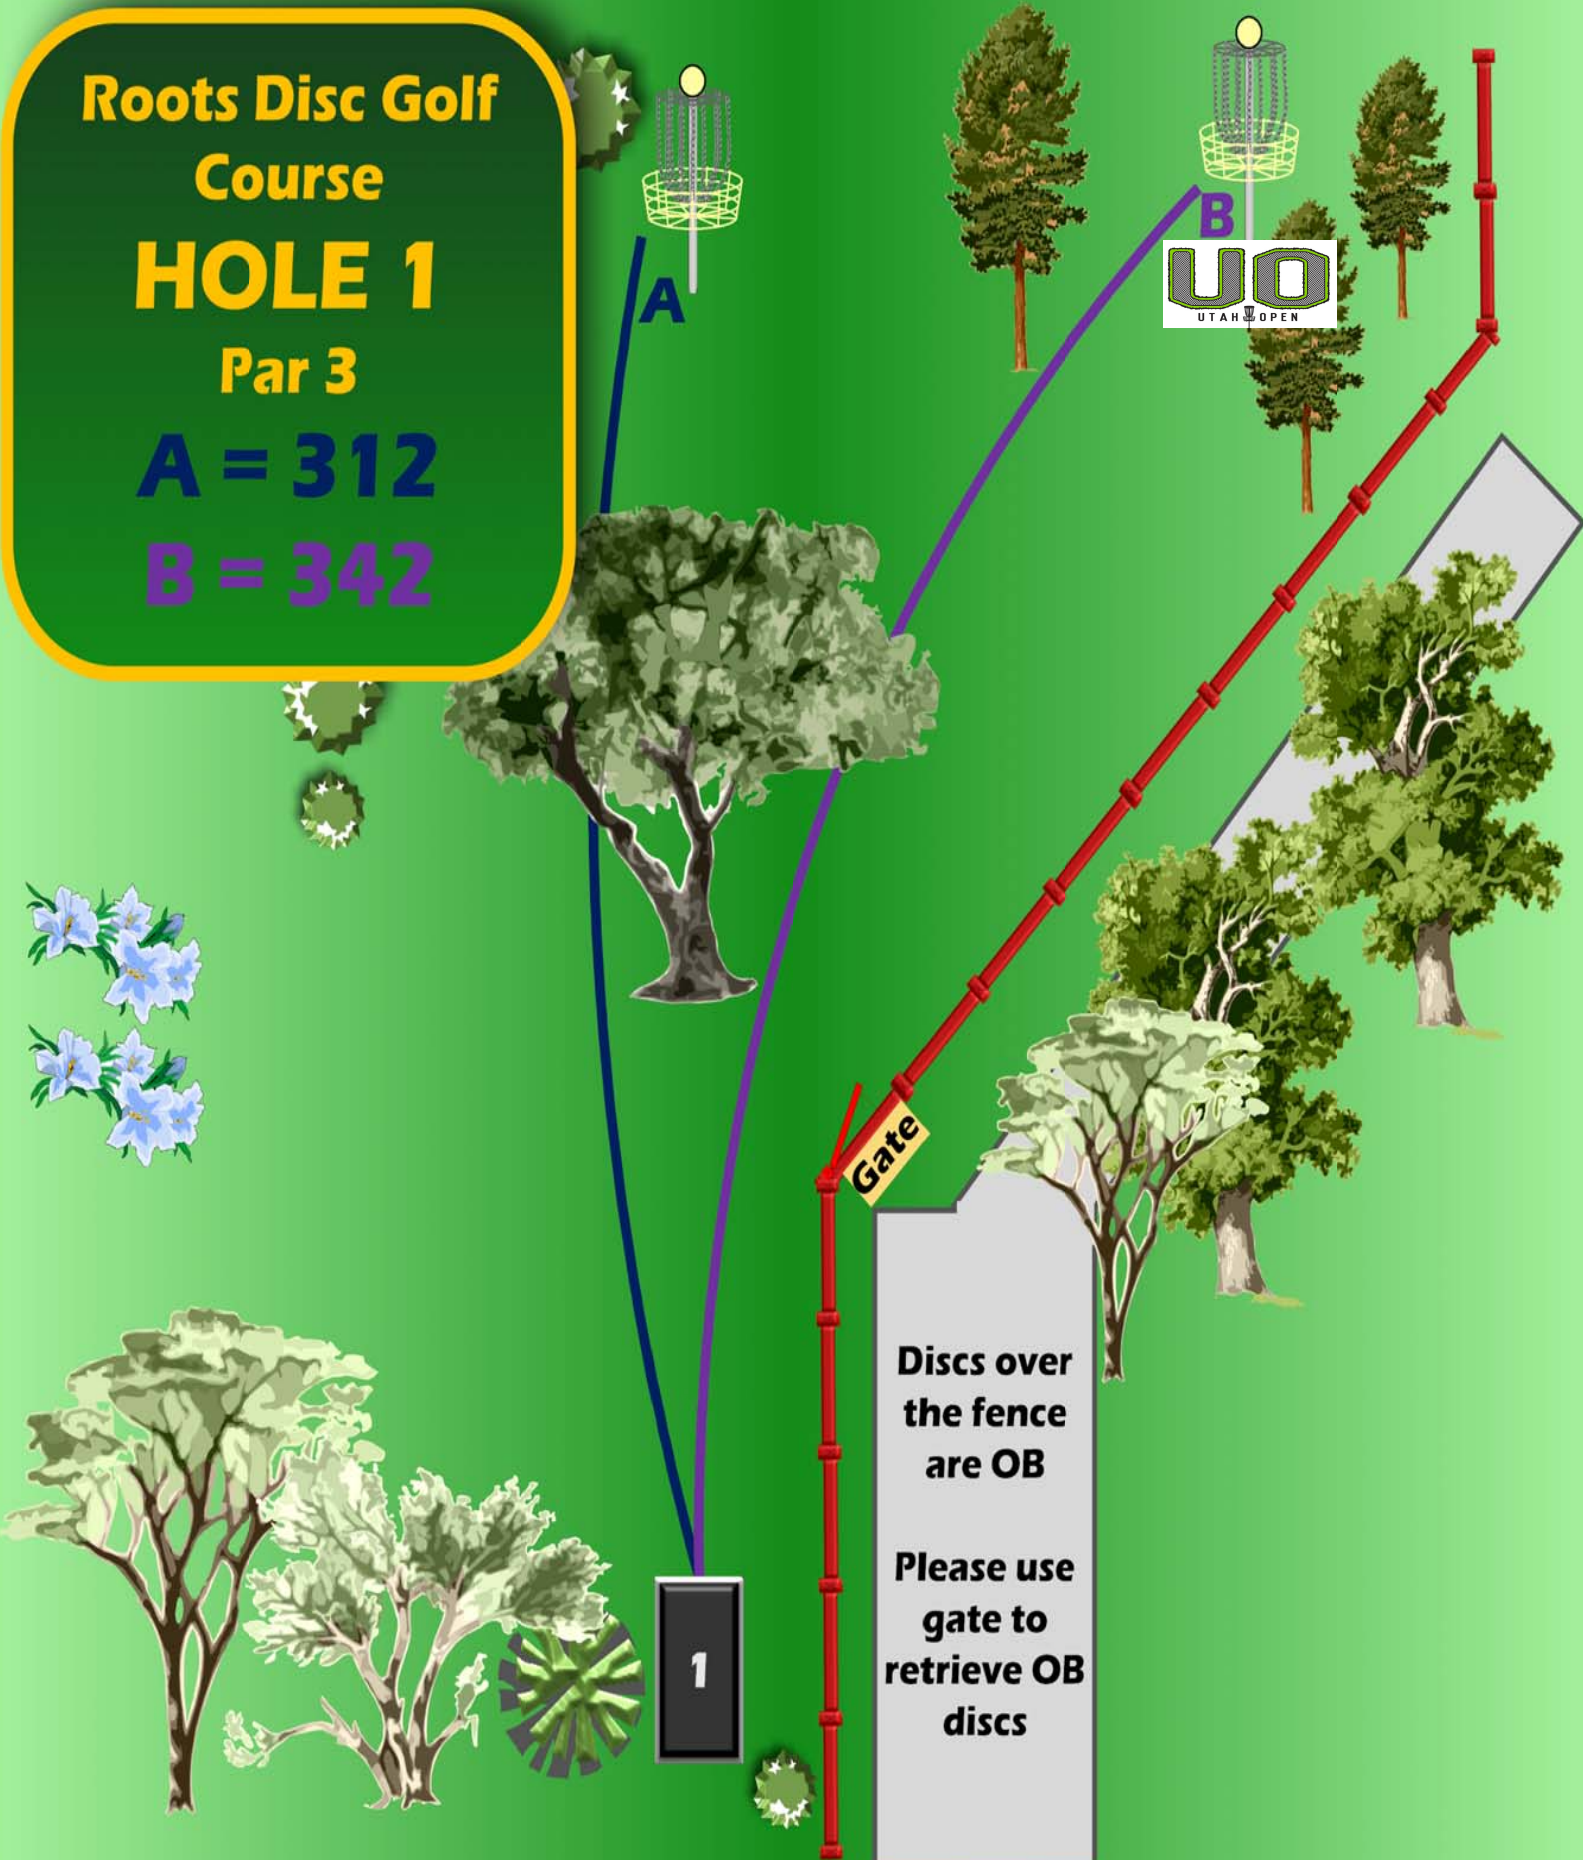 Roots Disc Golf
Course
HOLE 1
Par 3
A = 312
B = 342
A
B
UO
UTAH OPEN
Gate
Discs over
the fence
are OB
Please use
gate to
retrieve OB
discs
1